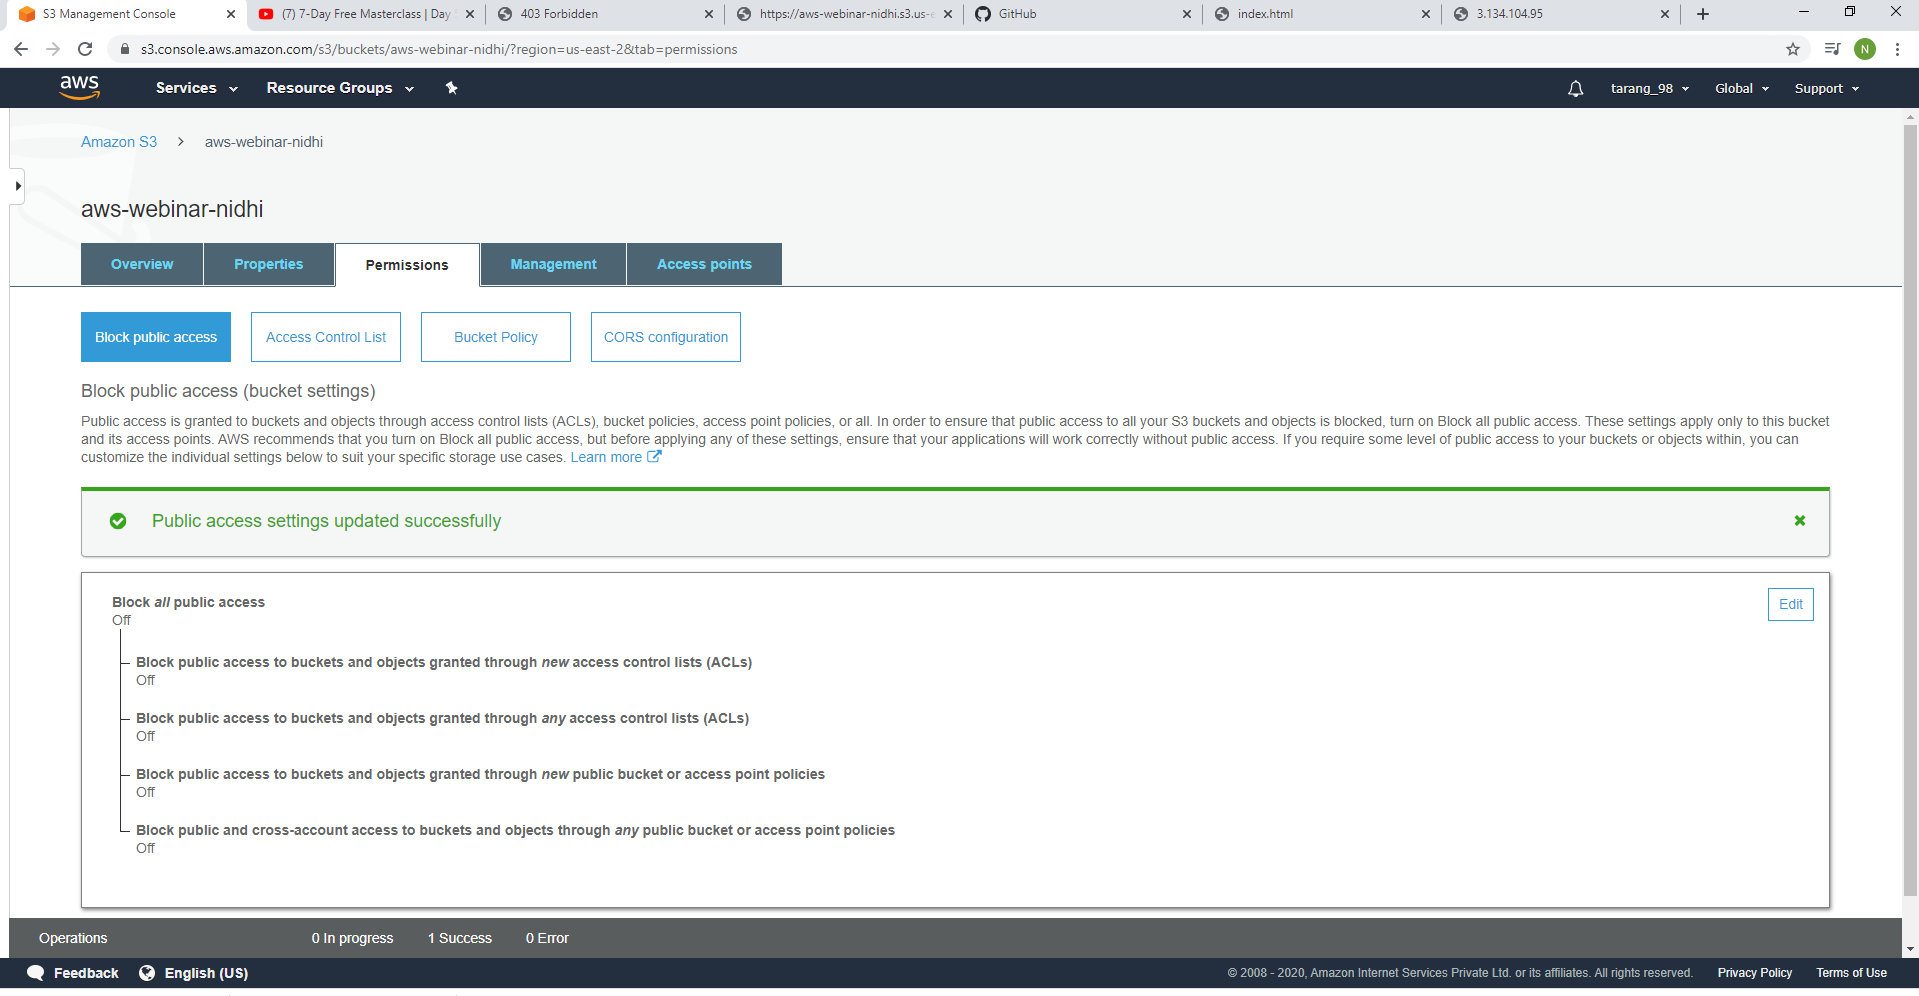 S3 Management Console
(7) 7-Day Free Masterclass | Day
403 Forbidden
https://aws-webinar-nidhi.s3.us-e
GitHub
index.html
3.134.104.95
s3.console.aws.amazon.com/s3/buckets/aws-webinar-nidhi/?region=us-east-2&tab=permissions
N
aws
Services
Resource Groups
tarang_98
Global
Support
Amazon S3 > aws-webinar-nidhi
aws-webinar-nidhi
Overview
Properties
Permissions
Management
Access points
Block public access
Access Control List
Bucket Policy
CORS configuration
Block public access (bucket settings)
Public access is granted to buckets and objects through access control lists (ACLs), bucket policies, access point policies, or all. In order to ensure that public access to all your S3 buckets and objects is blocked, turn on Block all public access. These settings apply only to this bucket
and its access points. AWS recommends that you turn on Block all public access, but before applying any of these settings, ensure that your applications will work correctly without public access. If you require some level of public access to your buckets or objects within, you can
customize the individual settings below to suit your specific storage use cases. Learn more
Public access settings updated successfully
Block all public access
Off
Edit
Block public access to buckets and objects granted through new access control lists (ACLs)
Off
Block public access to buckets and objects granted through any access control lists (ACLs)
Off
Block public access to buckets and objects granted through new public bucket or access point policies
Off
Block public and cross-account access to buckets and objects through any public bucket or access point policies
Off
Operations
0 In progress
1 Success
0 Error
Feedback
English (US)
© 2008 - 2020, Amazon Internet Services Private Ltd. or its affiliates. All rights reserved.
Privacy Policy
Terms of Use